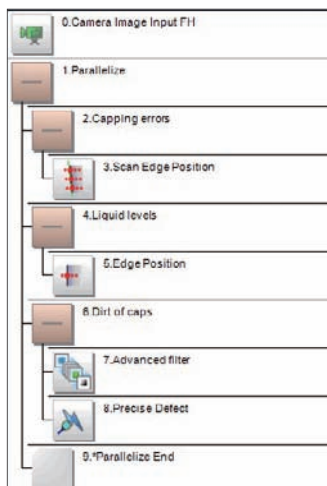 0.Camera Image Input FH
1.Parallelize
2.Capping errors
3.Scan Edge Position
4.Liquid levels
5.Edge Position
6.Dirt of caps
7.Advanced filter
8.Precise Defect
9.*Parallelize End